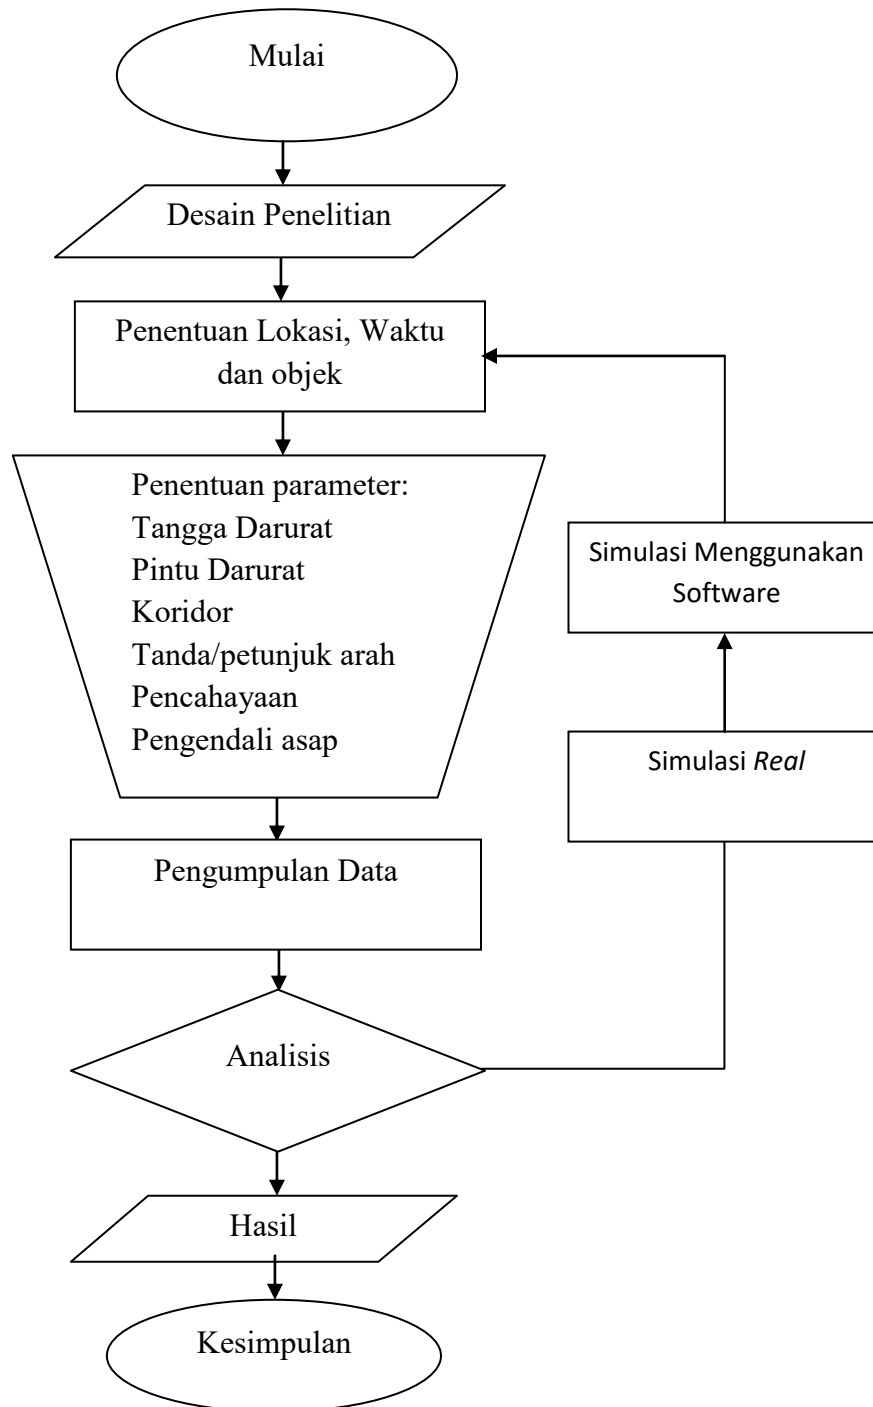 Mulai
Desain Penelitian
Penentuan Lokasi, Waktu
dan objek
Penentuan parameter:
Tangga Darurat
Pintu Darurat
Koridor
Tanda/petunjuk arah
Pencahayaan
Pengendali asap
Simulasi Menggunakan
Software
Simulasi Real
Pengumpulan Data
Analisis
Hasil
Kesimpulan